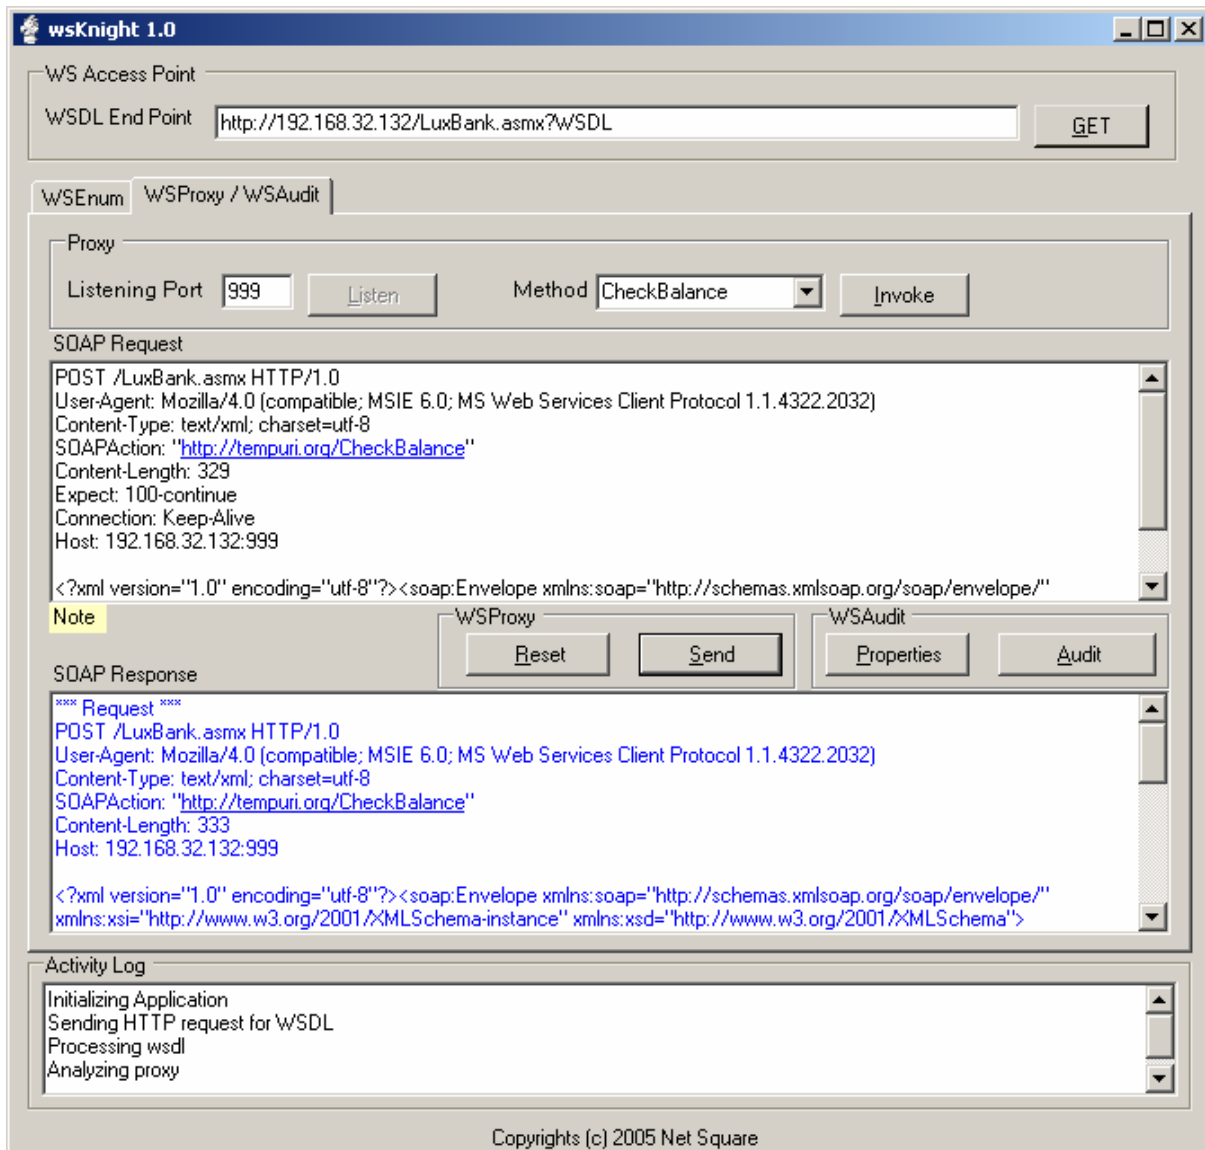 wsKnight 1.0
WS Access Point
WSDL End Point http://192.168.32.132/LuxBank.asmx?WSDL GET
WSEnum WSProxy / WSAudit
Proxy
Listening Port 999 Listen Method CheckBalance Invoke
SOAP Request
POST /LuxBank.asmx HTTP/1.0
User-Agent: Mozilla/4.0 (compatible; MSIE 6.0; MS Web Services Client Protocol 1.1.4322.2032)
Content-Type: text/xml; charset=utf-8
SOAPAction: "http://tempuri.org/CheckBalance"
Content-Length: 329
Expect: 100-continue
Connection: Keep-Alive
Host: 192.168.32.132:999
<?xml version="1.0" encoding="utf-8"?><soap:Envelope xmlns:soap="http://schemas.xmlsoap.org/soap/envelope/"
Note WSProxy WSAudit
Reset Send Properties Audit
SOAP Response
*** Request ***
POST /LuxBank.asmx HTTP/1.0
User-Agent: Mozilla/4.0 (compatible; MSIE 6.0; MS Web Services Client Protocol 1.1.4322.2032)
Content-Type: text/xml; charset=utf-8
SOAPAction: "http://tempuri.org/CheckBalance"
Content-Length: 333
Host: 192.168.32.132:999
<?xml version="1.0" encoding="utf-8"?><soap:Envelope xmlns:soap="http://schemas.xmlsoap.org/soap/envelope/"
xmlns:xsi="http://www.w3.org/2001/XMLSchema-instance" xmlns:xsd="http://www.w3.org/2001/XMLSchema">
Activity Log
Initializing Application
Sending HTTP request for WSDL
Processing wsdl
Analyzing proxy
Copyrights (c) 2005 Net Square